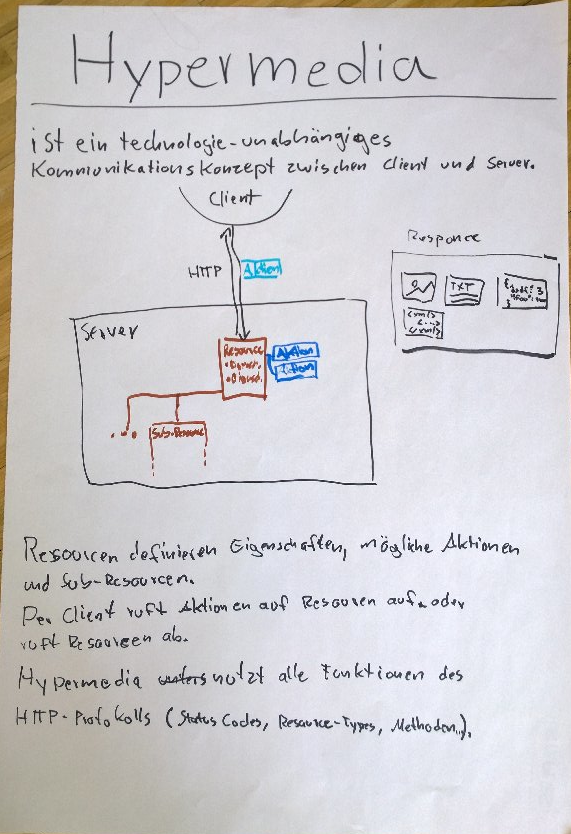 Hypermedia
ist ein technologie-unabhängiges
Kommunikationskonzept zwischen Client und Server.
Client
HTTP
Aktion
Responce
TXT
<xml>
<...>
</xml>
Server
Resource
Aktion
Aktion
...
Sub-Resource
Resourcen definieren Eigenschaften, mögliche Aktionen
und Sub-Resourcen.
Der Client ruft Aktionen auf Resourcen auf oder
ruft Resourcen ab.
Hypermedia nutzt alle Funktionen des
HTTP-Protokolls (Status Codes, Resource-Types, Methoden...).